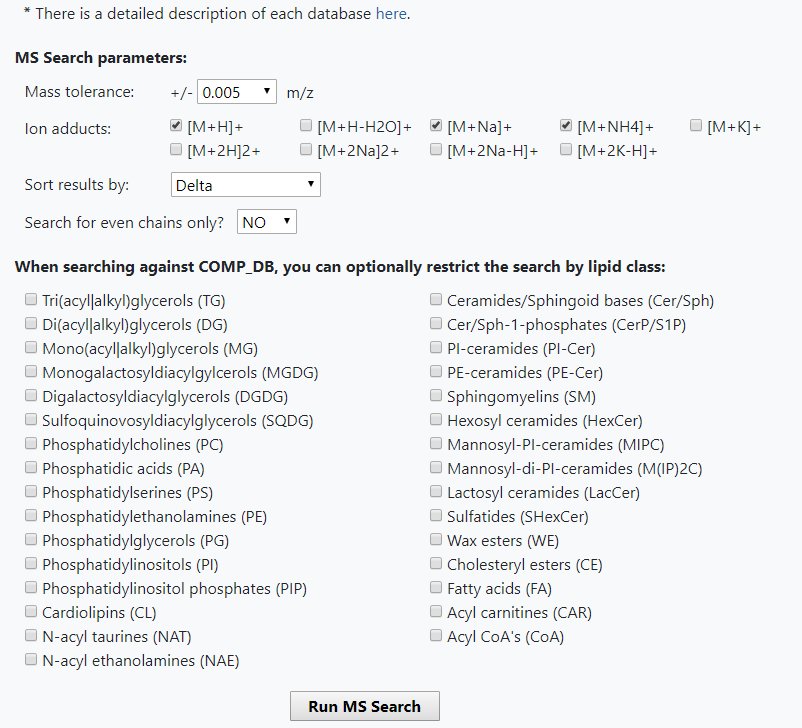 * There is a detailed description of each database here.
MS Search parameters:
Mass tolerance: +/- 0.005 m/z
Ion adducts: [M+H]+ [M+H-H2O]+ [M+Na]+ [M+NH4]+ [M+K]+
[M+2H]2+ [M+2Na]2+ [M+2Na-H]+ [M+2K-H]+
Sort results by: Delta
Search for even chains only? NO
When searching against COMP_DB, you can optionally restrict the search by lipid class:
Tri(acyl|alkyl)glycerols (TG) Ceramides/Sphingoid bases (Cer/Sph)
Di(acyl|alkyl)glycerols (DG) Cer/Sph-1-phosphates (CerP/S1P)
Mono(acyl|alkyl)glycerols (MG) PI-ceramides (PI-Cer)
Monogalactosyldiacylgylcerols (MGDG) PE-ceramides (PE-Cer)
Digalactosyldiacylglycerols (DGDG) Sphingomyelins (SM)
Sulfoquinovosyldiacylglycerols (SQDG) Hexosyl ceramides (HexCer)
Phosphatidylcholines (PC) Mannosyl-PI-ceramides (MIPC)
Phosphatidic acids (PA) Mannosyl-di-PI-ceramides (M(IP)2C)
Phosphatidylserines (PS) Lactosyl ceramides (LacCer)
Phosphatidylethanolamines (PE) Sulfatides (SHexCer)
Phosphatidylglycerols (PG) Wax esters (WE)
Phosphatidylinositols (PI) Cholesteryl esters (CE)
Phosphatidylinositol phosphates (PIP) Fatty acids (FA)
Cardiolipins (CL) Acyl carnitines (CAR)
N-acyl taurines (NAT) Acyl CoA's (CoA)
N-acyl ethanolamines (NAE)
Run MS Search